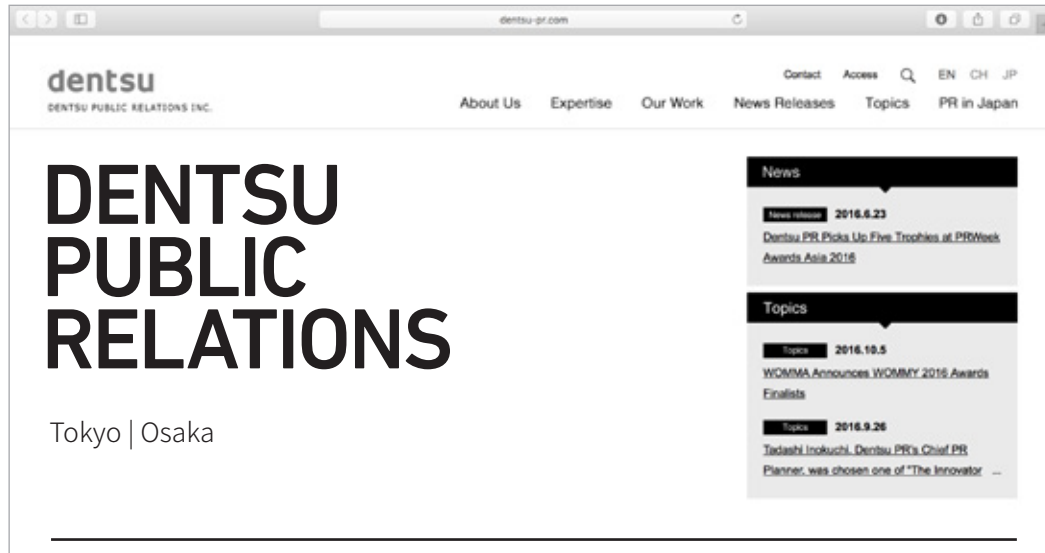 dentsu-pr.com
dentsu
DENTSU PUBLIC RELATIONS INC.
Contact Access EN CH JP
About Us Expertise Our Work News Releases Topics PR in Japan
DENTSU
PUBLIC
RELATIONS
Tokyo | Osaka
News
News release 2016.6.23
Dentsu PR Picks Up Five Trophies at PRWeek
Awards Asia 2016
Topics
Topics 2016.10.5
WOMMA Announces WOMMY 2016 Awards
Finalists
Topics 2016.9.26
Tadashi Inokuchi, Dentsu PR's Chief PR
Planner, was chosen one of "The Innovator ...